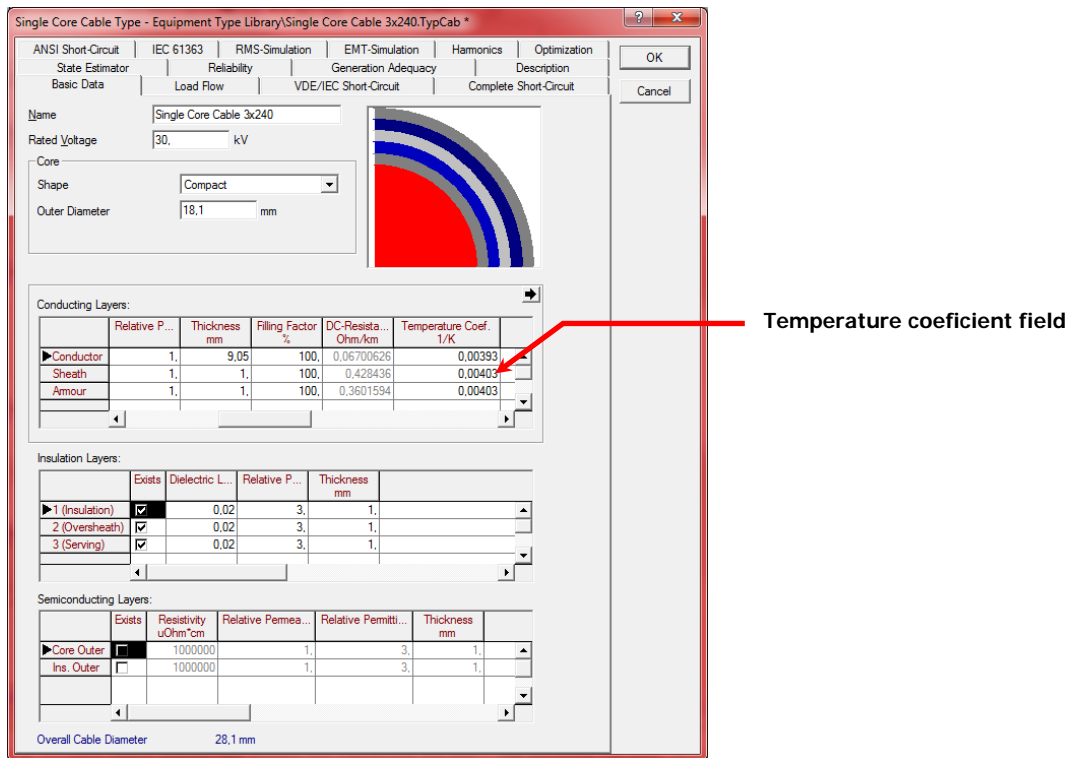 Single Core Cable Type - Equipment Type Library\Single Core Cable 3x240.TypCab *
?
X
ANSI Short-Circuit IEC 61363 RMS-Simulation EMT-Simulation Harmonics Optimization
State Estimator Reliability Generation Adequacy Description
Basic Data Load Flow VDE/IEC Short-Circuit Complete Short-Circuit
OK
Cancel
Name Single Core Cable 3x240
Rated Voltage 30, kV
Core
Shape Compact
Outer Diameter 18,1 mm
Conducting Layers:
Relative P... Thickness Filling Factor DC-Resista... Temperature Coef.
mm % Ohm/km 1/K
Conductor 1, 9,05 100, 0,06700626 0,00393
Sheath 1, 1, 100, 0,428436 0,00403
Armour 1, 1, 100, 0,3601594 0,00403
Temperature coeficient field
Insulation Layers:
Exists Dielectric L... Relative P... Thickness
mm
1 (Insulation) 0,02 3, 1,
2 (Oversheath) 0,02 3, 1,
3 (Serving) 0,02 3, 1,
Semiconducting Layers:
Exists Resistivity Relative Permea... Relative Permitti... Thickness
uOhm*cm mm
Core Outer 1000000 1, 3, 1,
Ins. Outer 1000000 1, 3, 1,
Overall Cable Diameter 28,1 mm